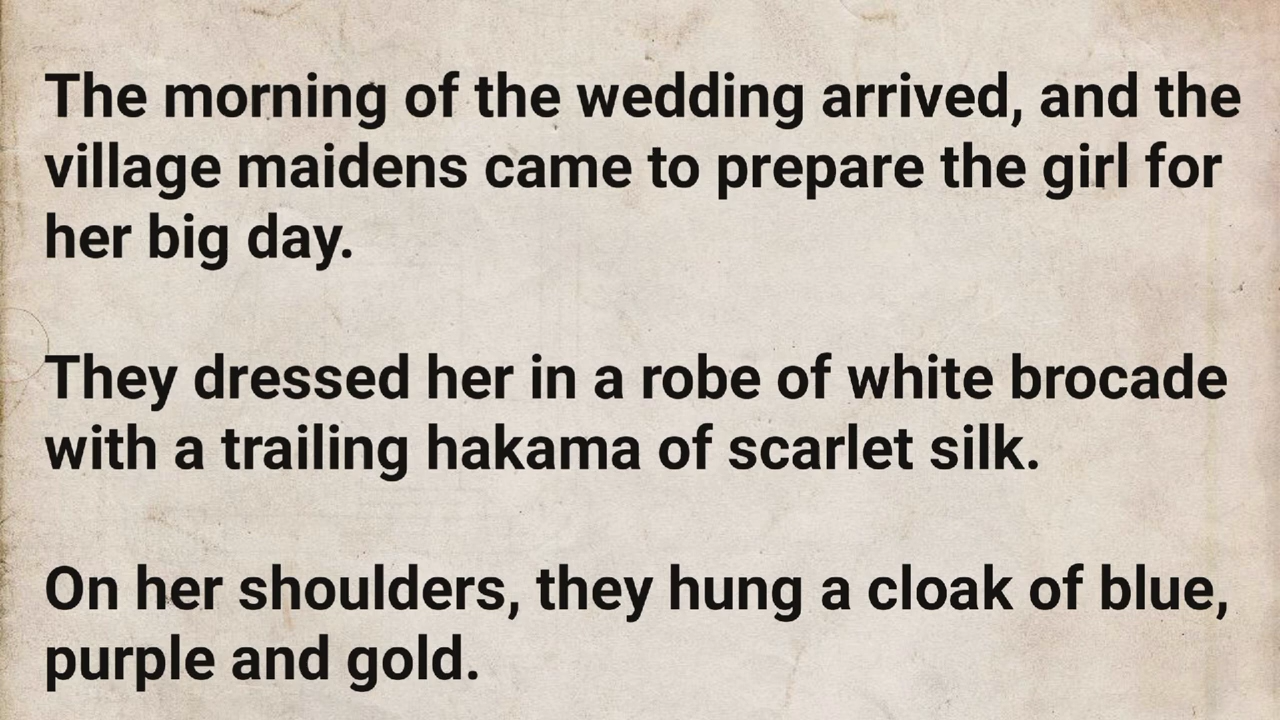 The morning of the wedding arrived, and the
village maidens came to prepare the girl for
her big day.
They dressed her in a robe of white brocade
with a trailing hakama of scarlet silk.
On her shoulders, they hung a cloak of blue,
purple and gold.